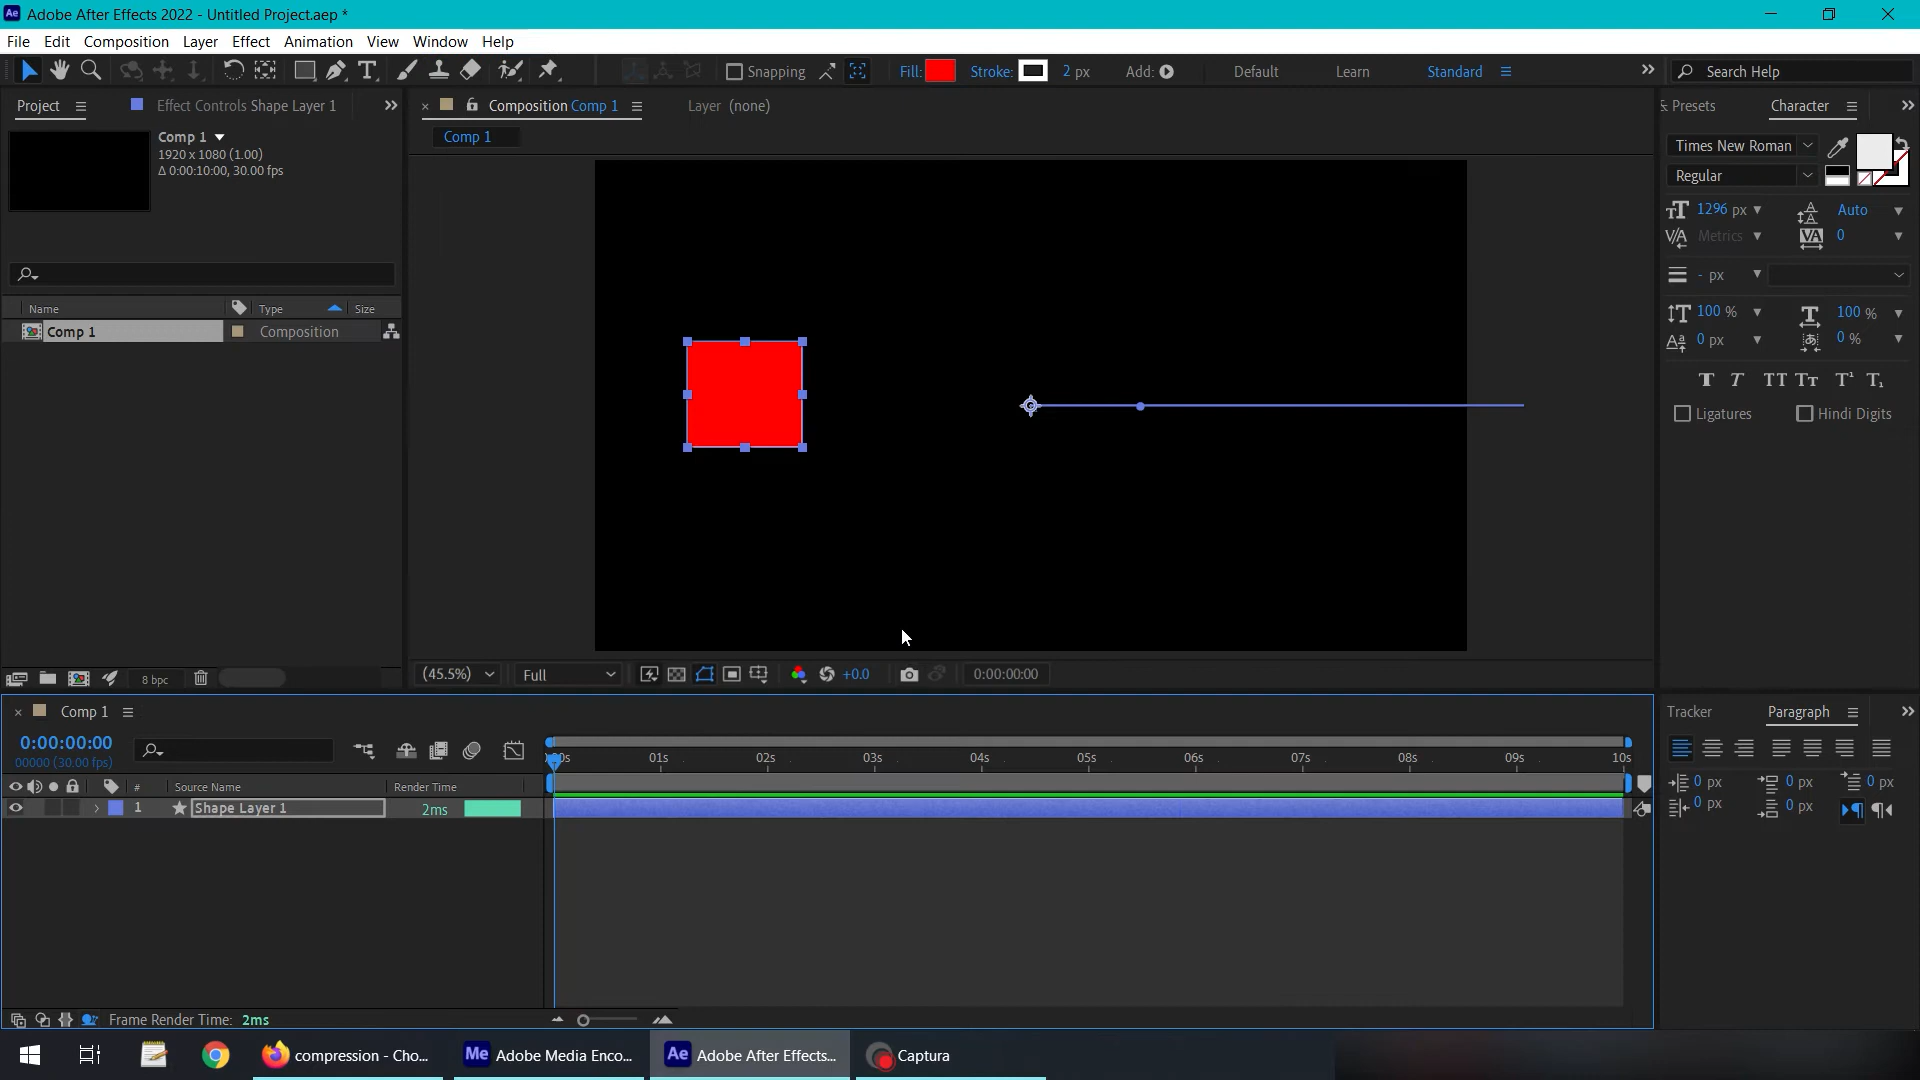 Adobe After Effects 2022 - Untitled Project.aep *
File Edit Composition Layer Effect Animation View Window Help
Snapping Fill: Stroke: 2 px Add: Default Learn Standard Search Help
Project Effect Controls Shape Layer 1
Composition Comp 1 Layer (none)
& Presets Character
Comp 1
1920 x 1080 (1.00)
Δ 0:00:10:00, 30.00 fps
Comp 1
Times New Roman
Regular
1296 px Auto
Metrics 0
- px
100 % 100 %
0 px 0 %
Ligatures Hindi Digits
Name Type Size
Comp 1 Composition
8 bpc
(45.5%) Full +0.0 0:00:00:00
Comp 1
0:00:00:00
00000 (30.00 fps)
01s 02s 03s 04s 05s 06s 07s 08s 09s 10s
# Source Name Render Time
1 Shape Layer 1 2ms
Frame Render Time: 2ms
Tracker Paragraph
0 px 0 px 0 px
0 px 0 px
compression - Cho... Adobe Media Enco... Adobe After Effects... Captura